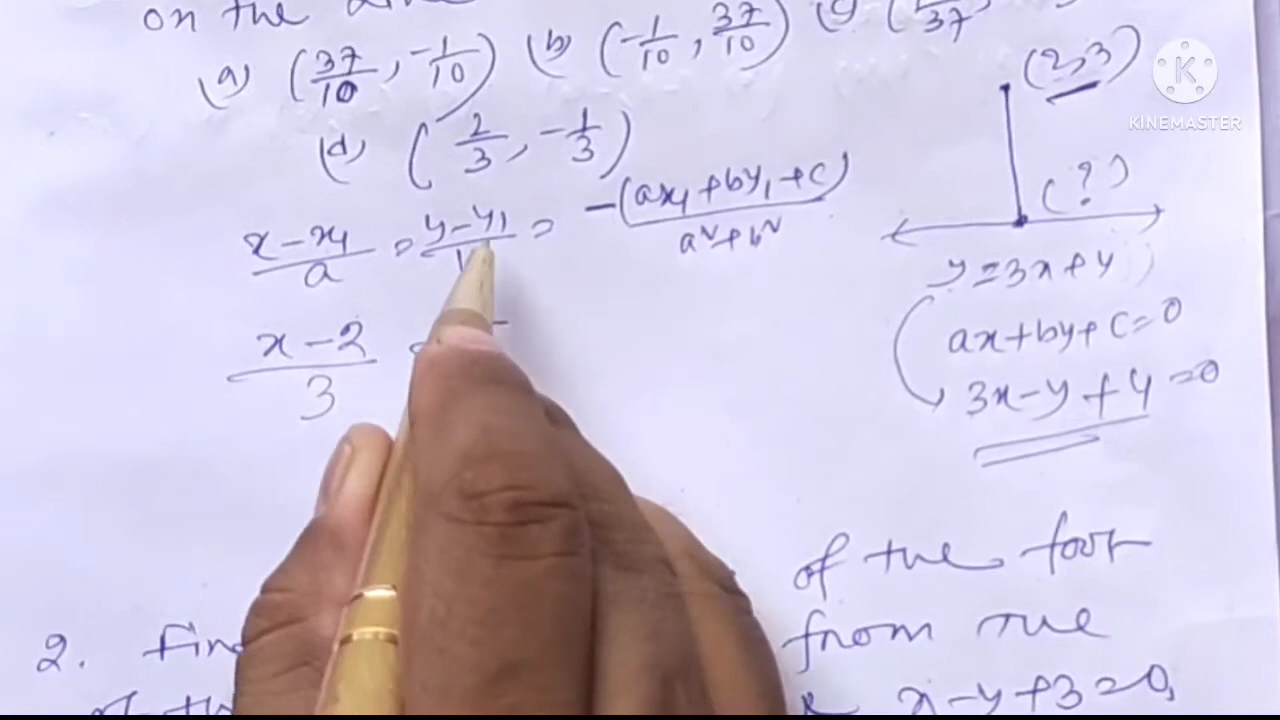 on the
(a) (37/10, -1/10) (b) (-1/10, 37/10) (c)
(2,3)
KINEMASTER
(d) (2/3, -1/3)
(x-x₁)/a = (y-y₁)/ = -(ax₁+by₁+c)/(a²+b²)
(?)
y=3x+4
ax+by+c=0
(x-2)/3
3x-y+4=0
of the foot
2. from the
x-y+3=0,